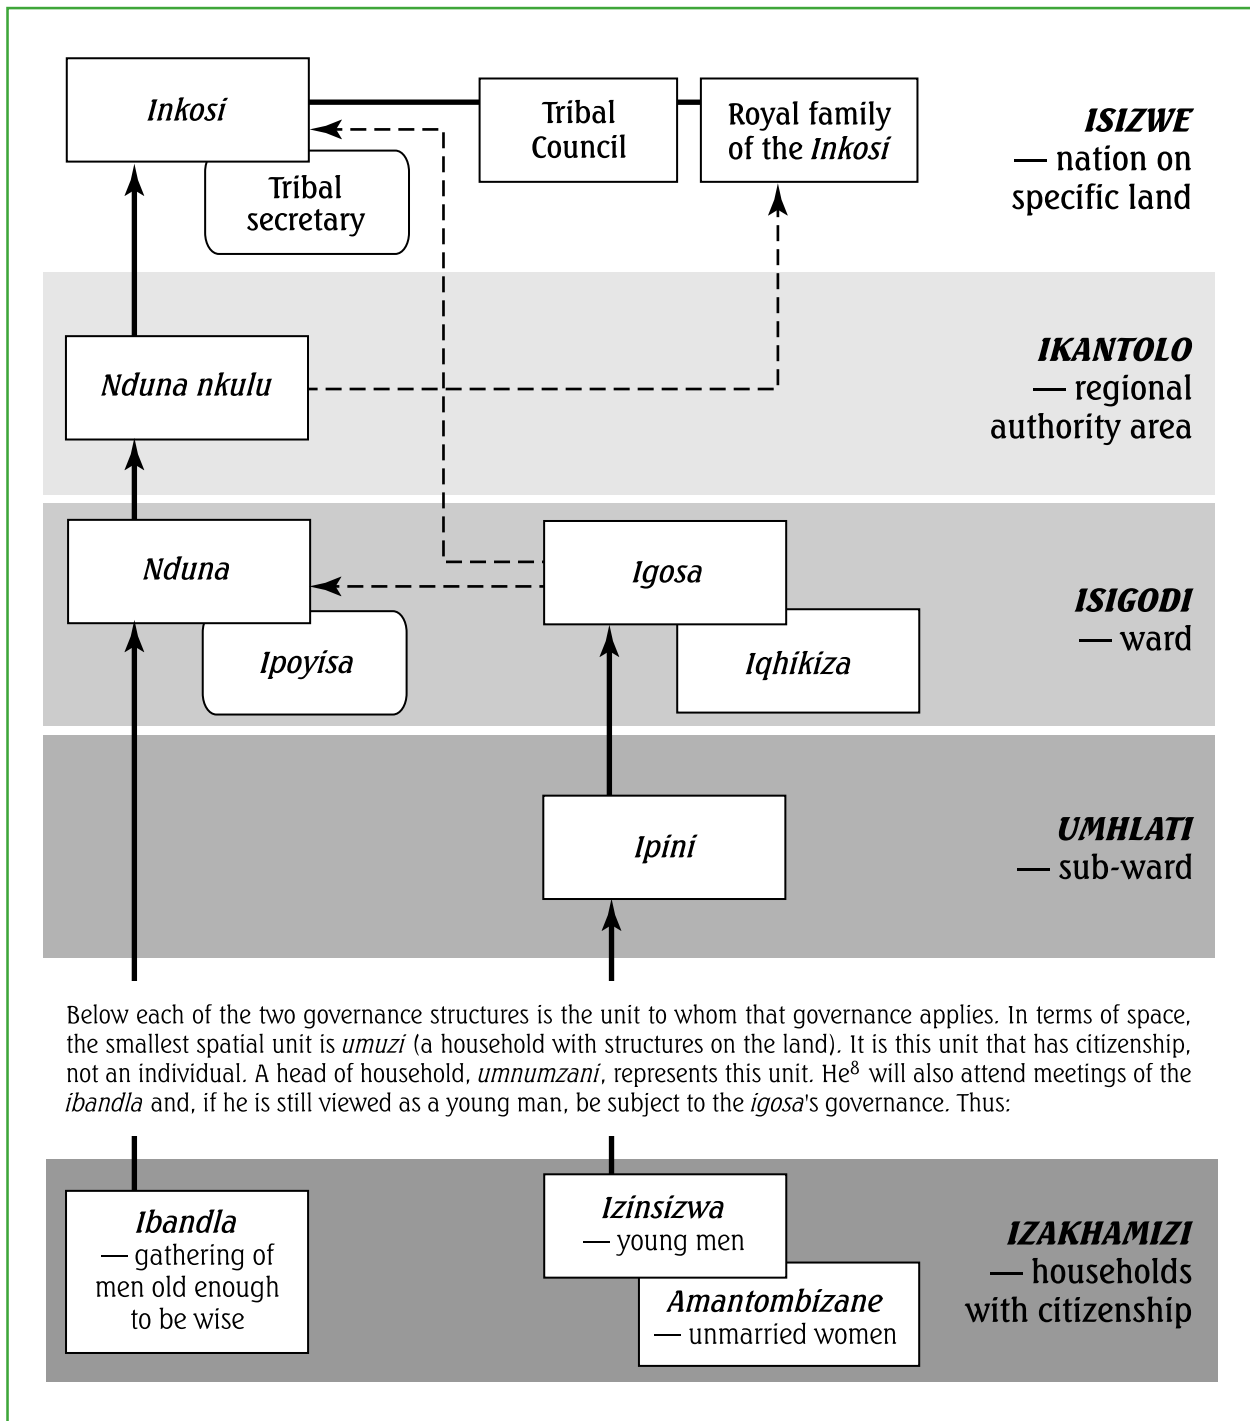 Inkosi
Tribal
Council
Royal family
of the Inkosi
Tribal
secretary
ISIZWE
— nation on
specific land
Nduna nkulu
IKANTOLO
— regional
authority area
Nduna
Igosa
Ipoyisa
Iqhikiza
ISIGODI
— ward
Ipini
UMHLATI
— sub-ward
Below each of the two governance structures is the unit to whom that governance applies. In terms of space,
the smallest spatial unit is umuzi (a household with structures on the land). It is this unit that has citizenship,
not an individual. A head of household, umnumzani, represents this unit. He8 will also attend meetings of the
ibandla and, if he is still viewed as a young man, be subject to the igosa's governance. Thus:
Ibandla
— gathering of
men old enough
to be wise
Izinsizwa
— young men
Amantombizane
— unmarried women
IZAKHAMIZI
— households
with citizenship